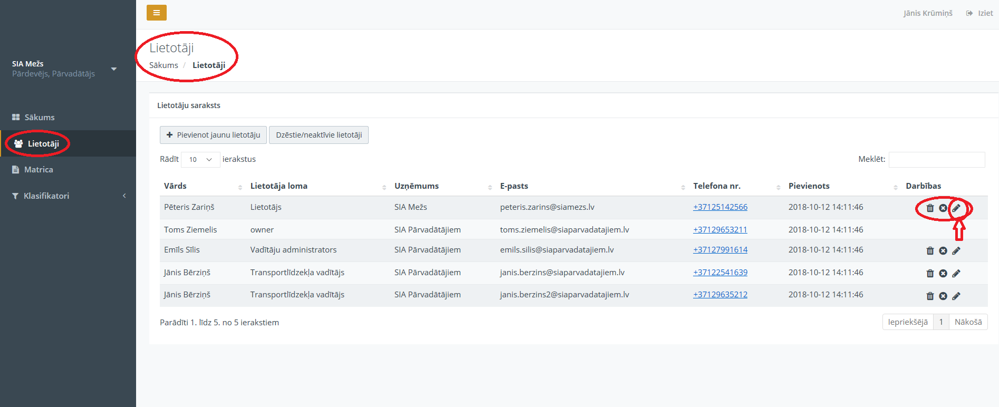 Jānis Krūmiņš Iziet
SIA Mežs
Pārdevējs, Pārvadātājs
Sākums
Lietotāji
Matrica
Klasifikatori
Lietotāji
Sākums / Lietotāji
Lietotāju saraksts
Pievienot jaunu lietotāju Dzēstie/neaktīvie lietotāji
Rādīt 10 ierakstus Meklēt:
Vārds Lietotāja loma Uzņēmums E-pasts Telefona nr. Pievienots Darbības
Pēteris Zariņš Lietotājs SIA Mežs peteris.zarins@siamezs.lv +37125142566 2018-10-12 14:11:46
Toms Ziemelis owner SIA Pārvadātājiem toms.ziemelis@siaparvadatajiem.lv +37129653211 2018-10-12 14:11:46
Emīls Sīlis Vadītāju administrators SIA Pārvadātājiem emils.silis@siaparvadatajiem.lv +37127991614 2018-10-12 14:11:46
Jānis Bērziņš Transportlīdzekļa vadītājs SIA Pārvadātājiem janis.berzins@siaparvadatajiem.lv +37122541639 2018-10-12 14:11:46
Jānis Bērziņš Transportlīdzekļa vadītājs SIA Pārvadātājiem janis.berzins2@siaparvadatajiem.lv +37129635212 2018-10-12 14:11:46
Parādīti 1. līdz 5. no 5 ierakstiem Iepriekšējā 1 Nākošā